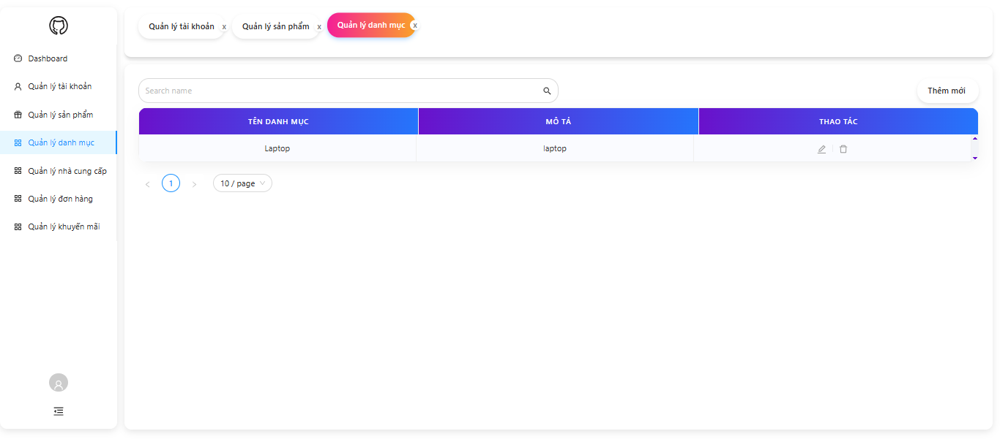 Dashboard
Quản lý tài khoản
Quản lý sản phẩm
Quản lý danh mục
Quản lý nhà cung cấp
Quản lý đơn hàng
Quản lý khuyến mãi
Quản lý tài khoản x
Quản lý sản phẩm x
Quản lý danh mục x
Search name
Thêm mới
TÊN DANH MỤC MÔ TẢ THAO TÁC
Laptop laptop
< 1 > 10 / page